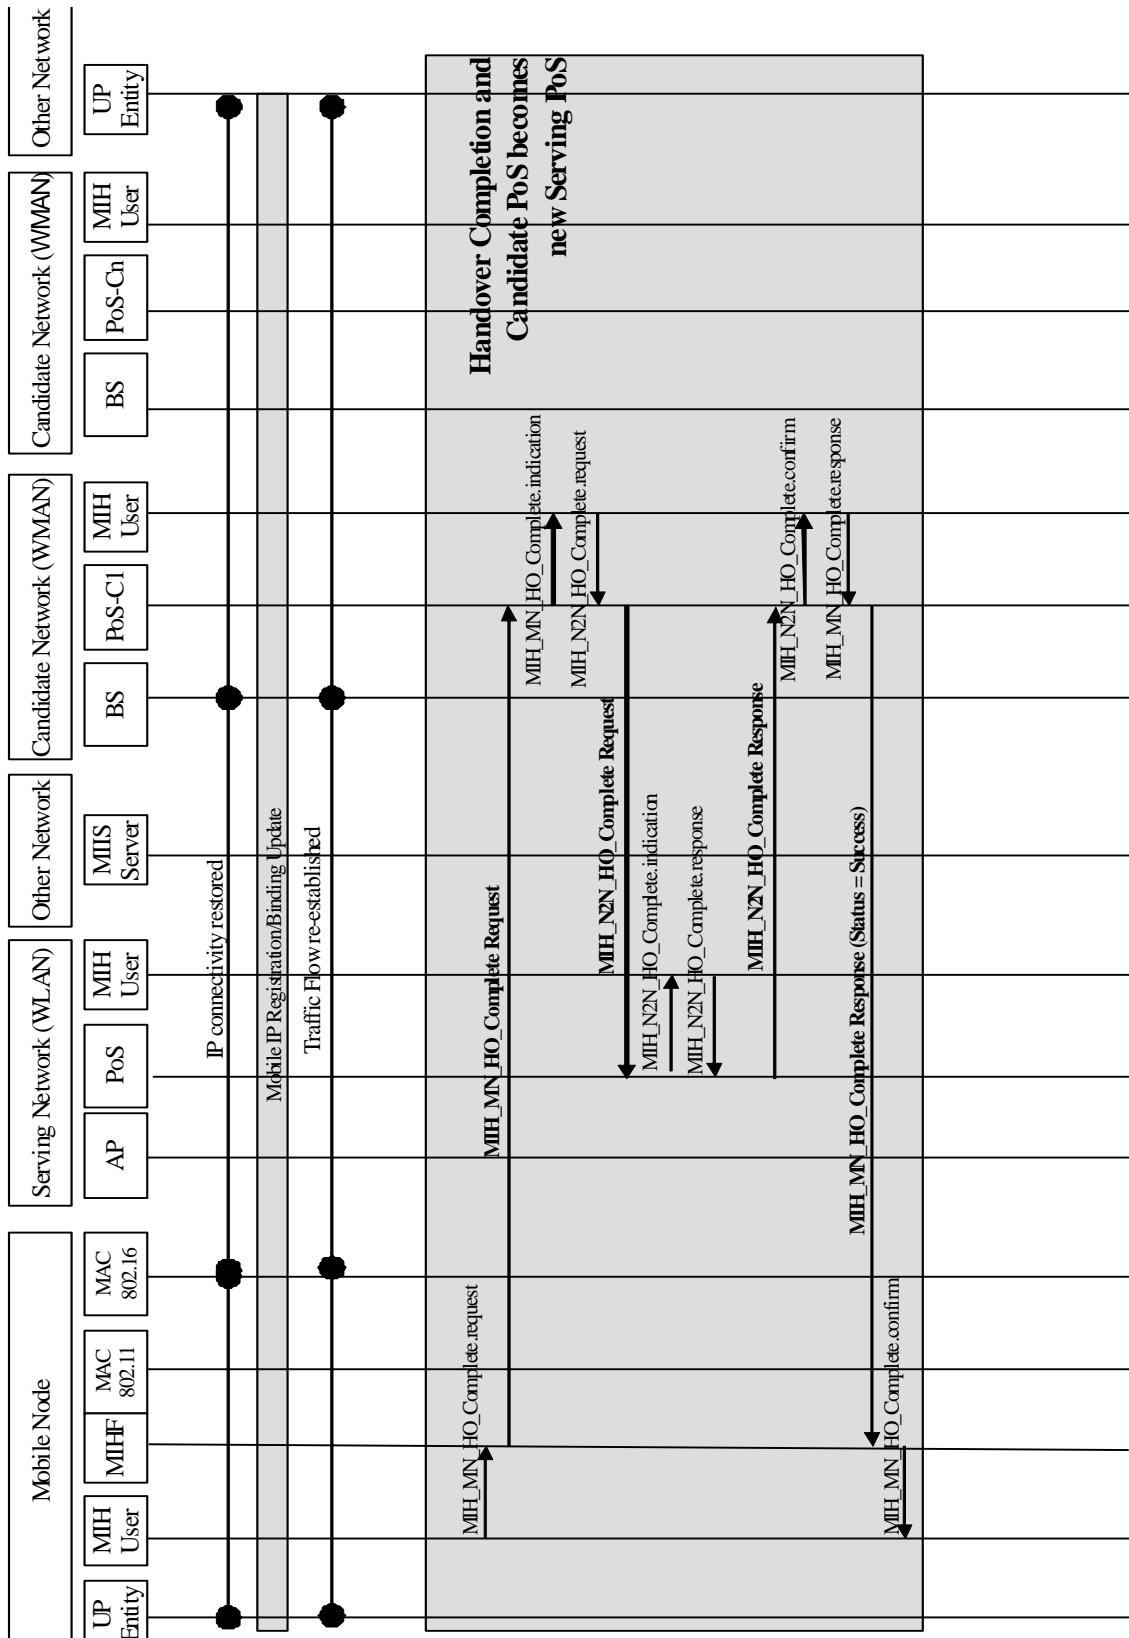 Mobile Node
Serving Network (WLAN)
Other Network
Candidate Network (WMAN)
Candidate Network (WMAN)
Other Network
UP
Entity
MIH
User
MIHF
MAC
802.11
MAC
802.16
AP
PoS
MIH
User
MIIS
Server
BS
PoS-C1
MIH
User
BS
PoS-Cn
MIH
User
UP
Entity
IP connectivity restored
Mobile IP Registration/Binding Update
Traffic Flow re-established
Handover Completion and
Candidate PoS becomes
new Serving PoS
MIH_MN_HO_Complete.request
MIH_MN_HO_Complete Request
MIH_MN_HO_Complete.indication
MIH_N2N_HO_Complete.request
MIH_N2N_HO_Complete Request
MIH_N2N_HO_Complete.indication
MIH_N2N_HO_Complete.response
MIH_N2N_HO_Complete Response
MIH_N2N_HO_Complete.confirm
MIH_MN_HO_Complete.response
MIH_MN_HO_Complete Response (Status = Success)
MIH_MN_HO_Complete.confirm